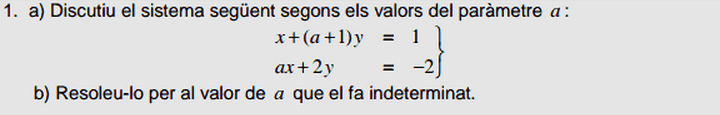 1. a) Discutiu el sistema següent segons els valors del paràmetre a:
x+(a+1)y = 1
ax+2y = −2}
b) Resoleu-lo per al valor de a que el fa indeterminat.